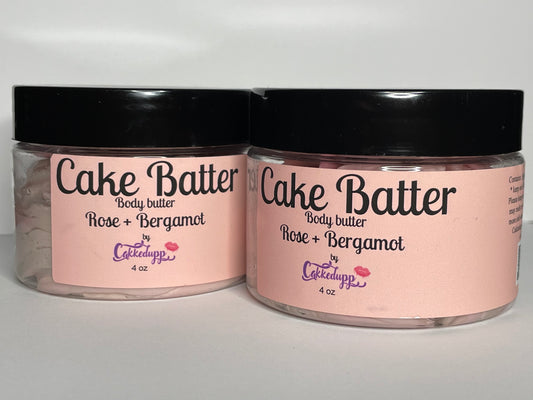 Cake Batter
Body butter
Rose + Bergamot
by
Cakkedupp
4 oz
Cake Batter
Body butter
Rose + Bergamot
by
Cakkedupp
4 oz